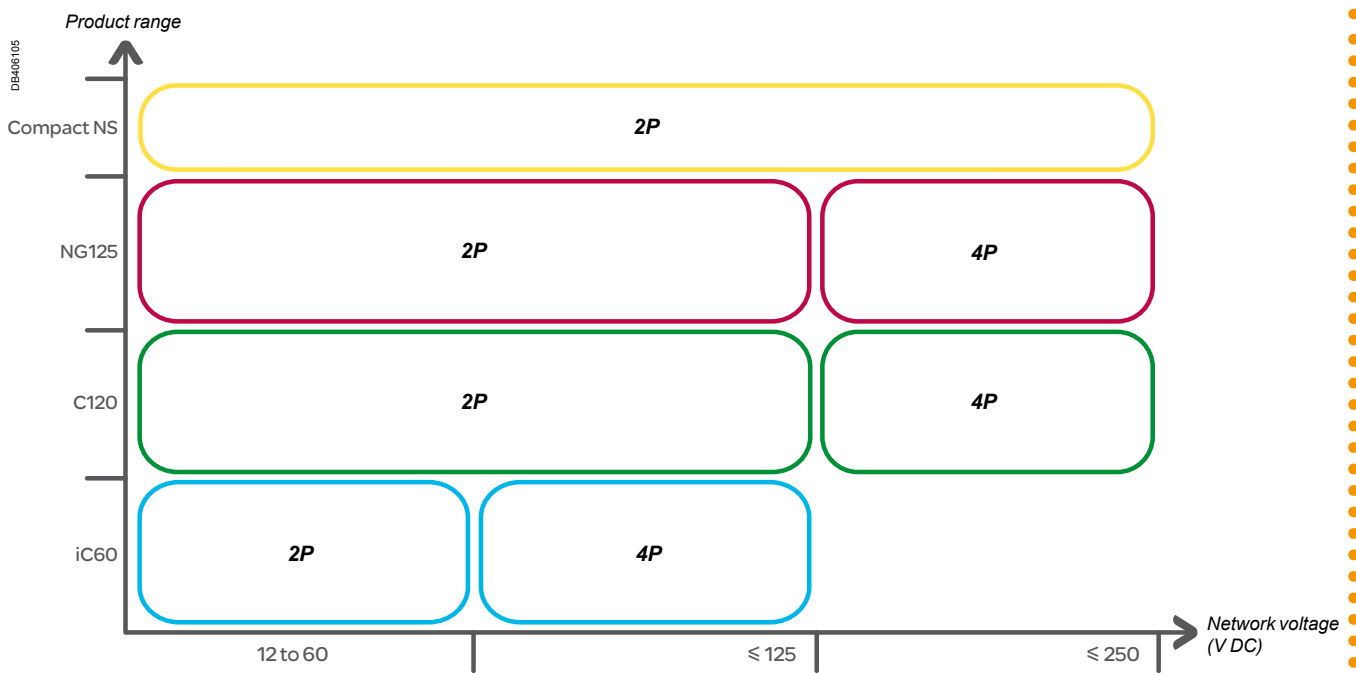 Product range
DB406105
Compact NS
2P
NG125
2P
4P
C120
2P
4P
iC60
2P
4P
Network voltage
(V DC)
12 to 60
⩽ 125
⩽ 250